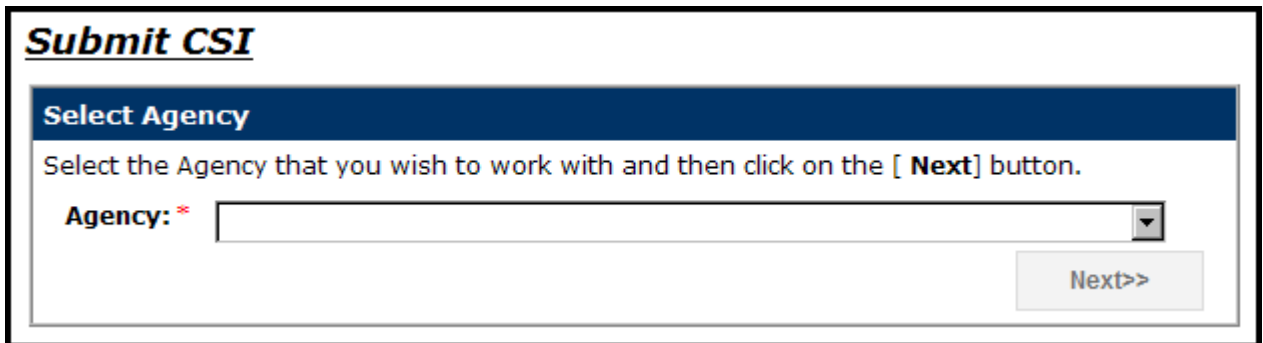 Submit CSI
Select Agency
Select the Agency that you wish to work with and then click on the [ Next] button.
Agency: *
Next>>